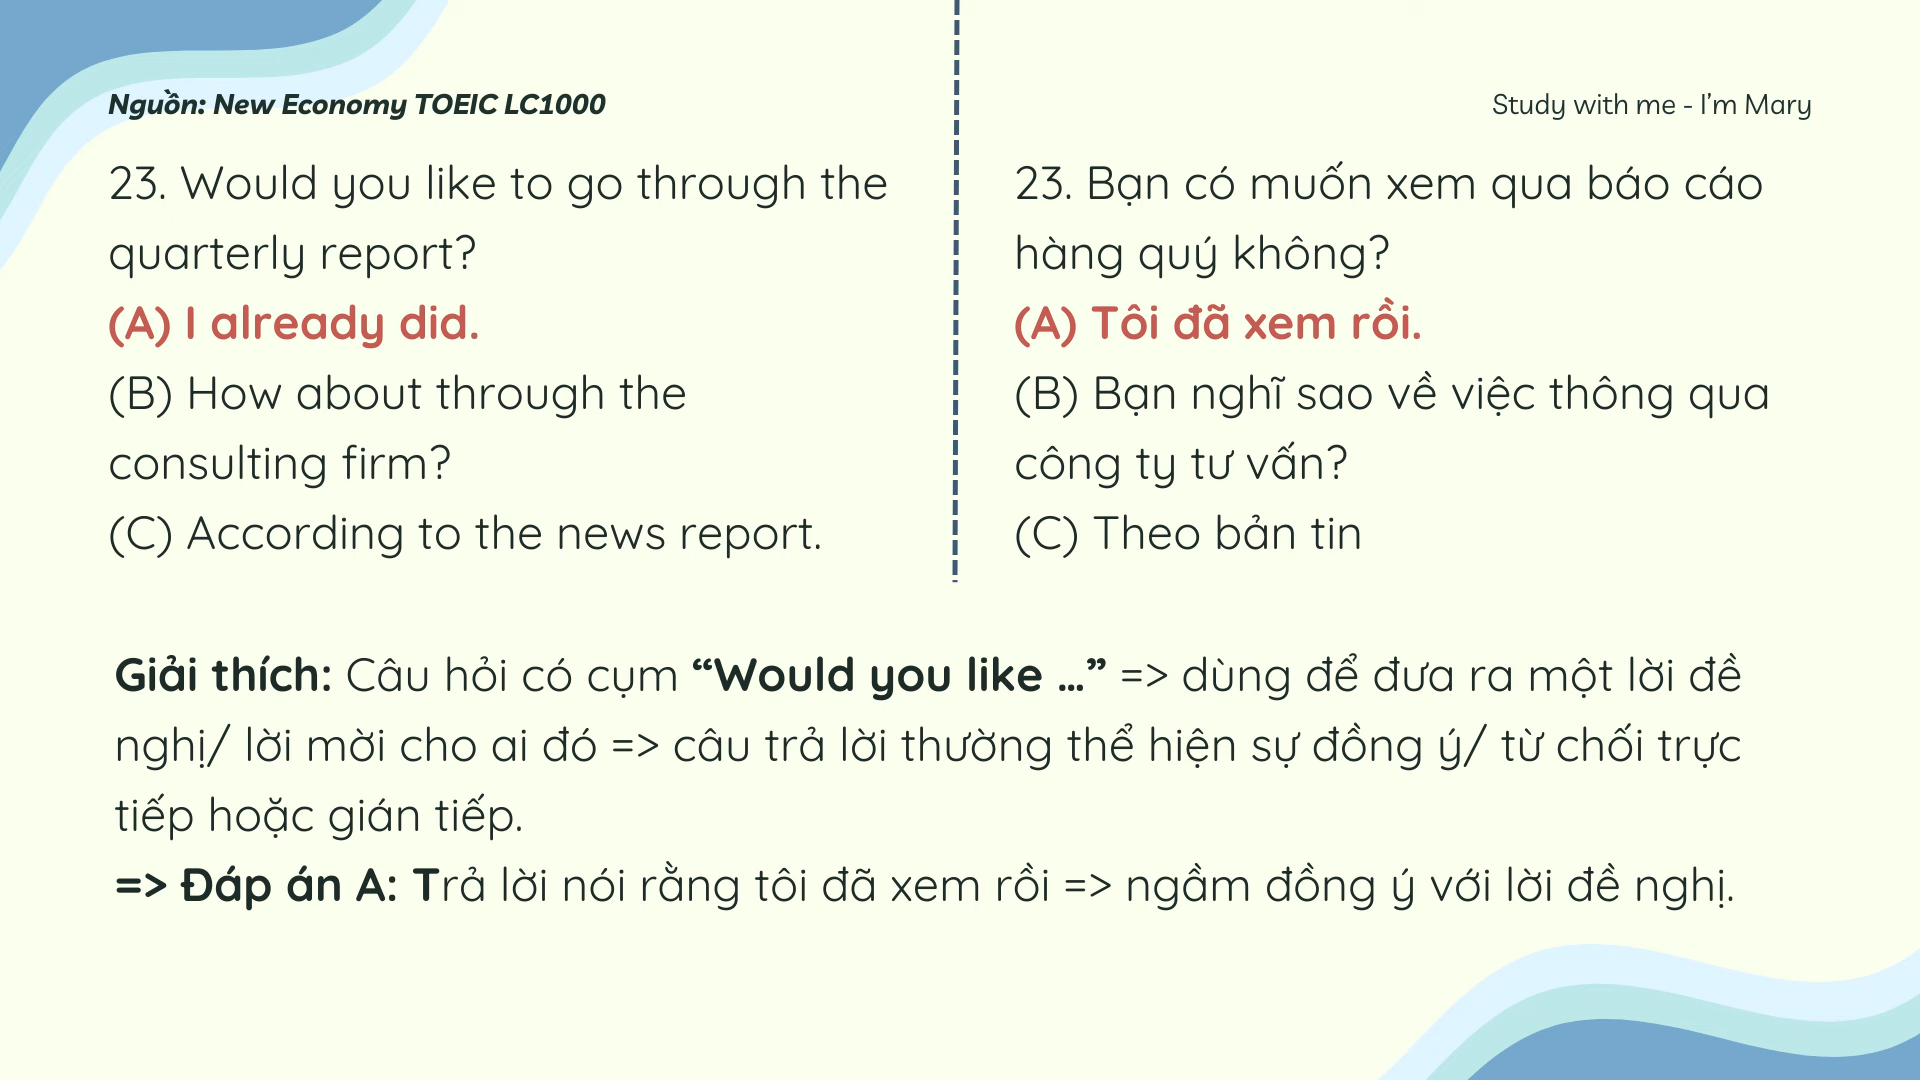 Nguồn: New Economy TOEIC LC1000
Study with me - I'm Mary
23. Would you like to go through the
quarterly report?
(A) I already did.
(B) How about through the
consulting firm?
(C) According to the news report.
23. Bạn có muốn xem qua báo cáo
hàng quý không?
(A) Tôi đã xem rồi.
(B) Bạn nghĩ sao về việc thông qua
công ty tư vấn?
(C) Theo bản tin
Giải thích: Câu hỏi có cụm “Would you like ...” => dùng để đưa ra một lời đề
nghị/ lời mời cho ai đó => câu trả lời thường thể hiện sự đồng ý/ từ chối trực
tiếp hoặc gián tiếp.
=> Đáp án A: Trả lời nói rằng tôi đã xem rồi => ngầm đồng ý với lời đề nghị.